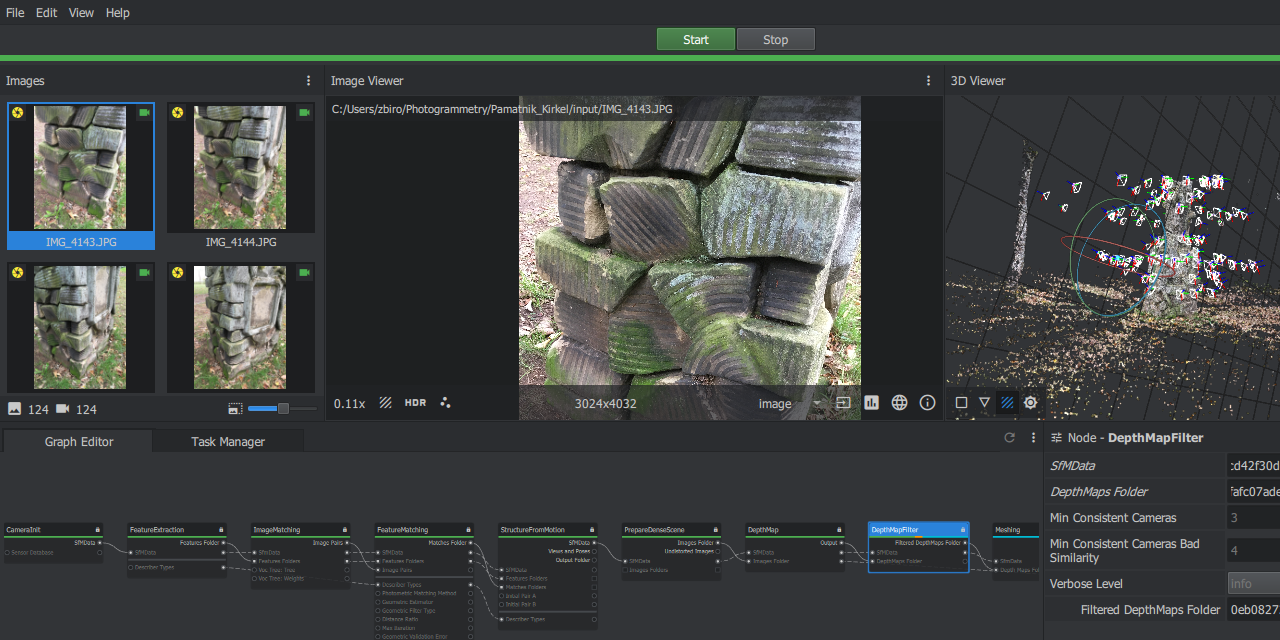 File Edit View Help
Start Stop
Images
Image Viewer
3D Viewer
C:/Users/zbiro/Photogrammetry/Pamatnik_Kirkel/input/IMG_4143.JPG
IMG_4143.JPG
IMG_4144.JPG
124 124
0.11x HDR 3024x4032 image
Graph Editor Task Manager
Node - DepthMapFilter
SfMData :cd42f30d
DepthMaps Folder fafc07ade
Min Consistent Cameras 3
Min Consistent Cameras Bad Similarity 4
Verbose Level info
Filtered DepthMaps Folder 0eb0827
CameraInit
SfMData
Sensor Database
FeatureExtraction
Features Folder
SfMData
Describer Types
ImageMatching
Image Pairs
SfMData
Features Folders
Voc Tree: Tree
Voc Tree: Weights
FeatureMatching
Matches Folder
SfMData
Features Folders
Image Pairs
Describer Types
Photometric Matching Method
Geometric Estimator
Geometric Filter Type
Distance Ratio
Max Iteration
Geometric Validation Error
StructureFromMotion
SfMData
Views and Poses
Output Folder
SfMData
Features Folders
Matches Folders
Initial Pair A
Initial Pair B
Describer Types
PrepareDenseScene
Images Folder
Undistorted Images
SfMData
Images Folders
DepthMap
Output
SfMData
Images Folder
DepthMapFilter
Filtered DepthMaps Folder
SfMData
DepthMaps Folder
Meshing
SfMData
Depth Maps Fol